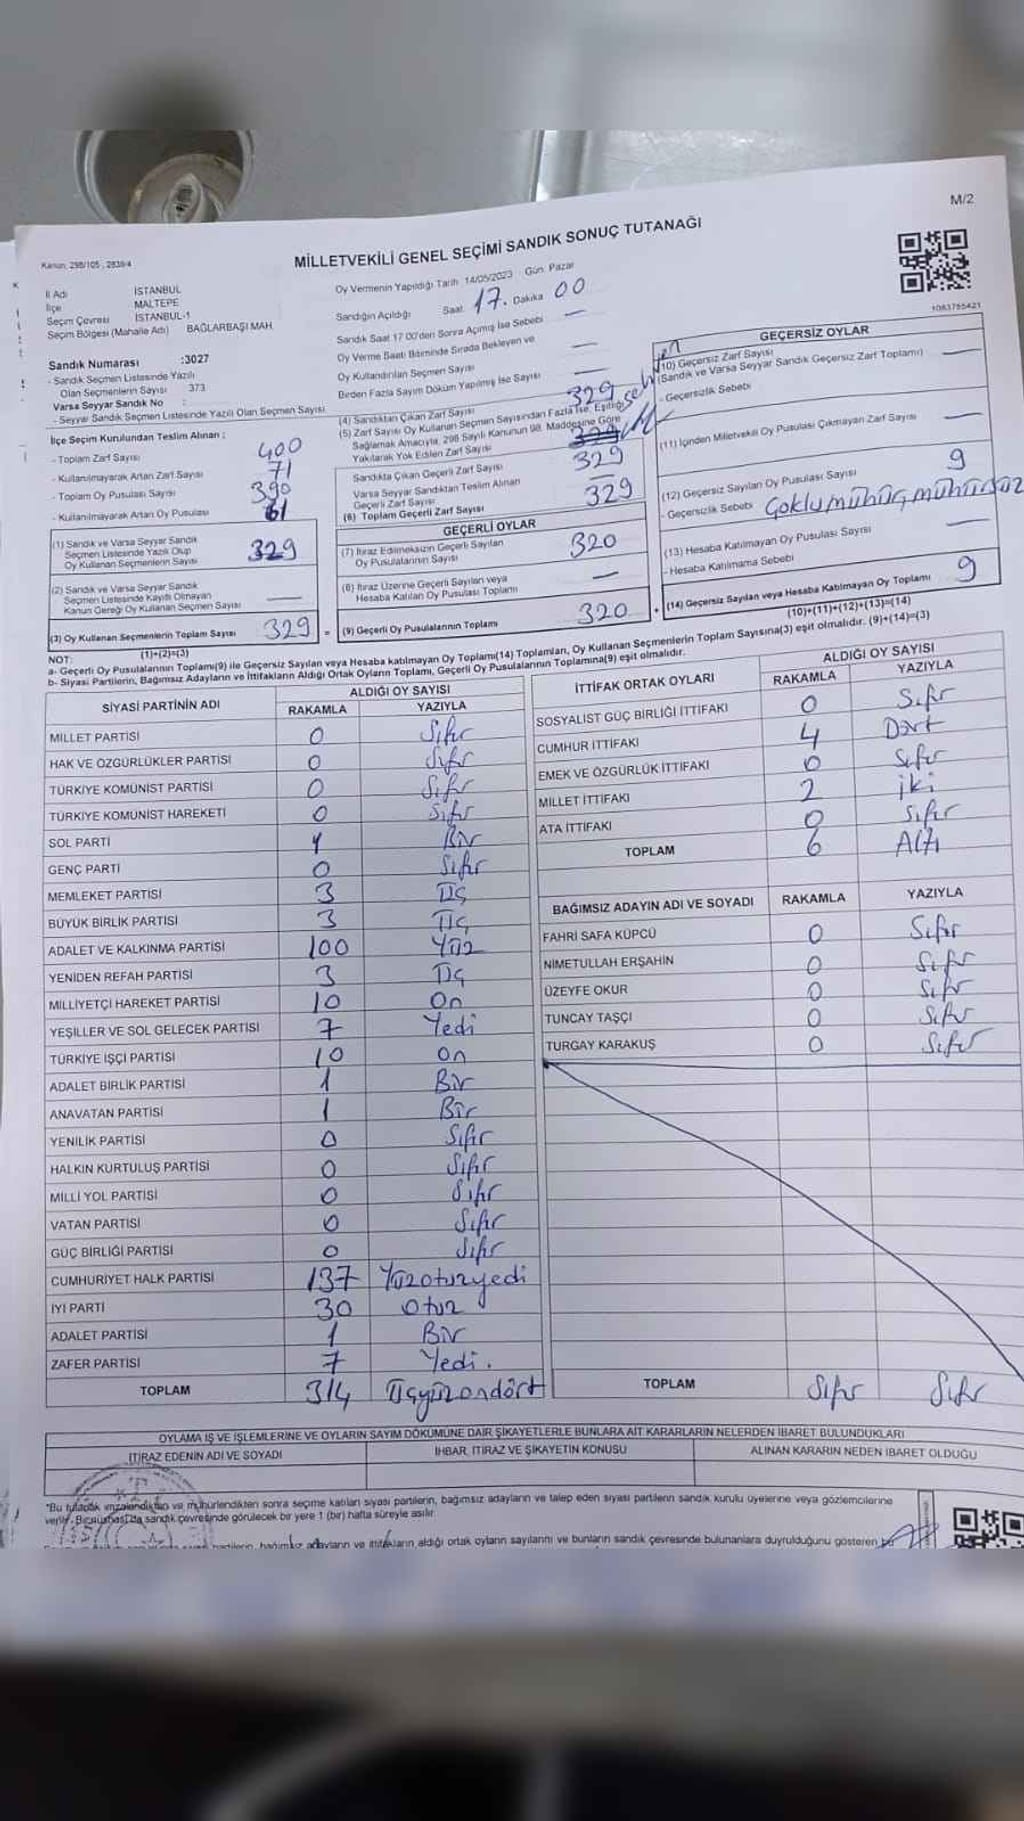 M/2
Kanun: 298/105 , 2839/4
MİLLETVEKİLİ GENEL SEÇİMİ SANDIK SONUÇ TUTANAĞI
1083785421
İl Adı İSTANBUL
İlçe MALTEPE
Seçim Çevresi İSTANBUL-1
Seçim Bölgesi (Mahalle Adı) BAĞLARBAŞI MAH.
Sandık Numarası :3027
- Sandık Seçmen Listesinde Yazılı
Olan Seçmenlerin Sayısı 373
Varsa Seyyar Sandık No :
- Seyyar Sandık Seçmen Listesinde Yazılı Olan Seçmen Sayısı
İlçe Seçim Kurulundan Teslim Alınan ;
- Toplam Zarf Sayısı 400
- Kullanılmayarak Artan Zarf Sayısı 71
- Toplam Oy Pusulası Sayısı 390
- Kullanılmayarak Artan Oy Pusulası 61
(1) Sandık ve Varsa Seyyar Sandık
Seçmen Listesinde Yazılı Olup
Oy Kullanan Seçmenlerin Sayısı 329
(2) Sandık ve Varsa Seyyar Sandık
Seçmen Listesinde Kayıtlı Olmayan
Kanun Gereği Oy Kullanan Seçmen Sayısı —
(3) Oy Kullanan Seçmenlerin Toplam Sayısı 329 =
(1)+(2)=(3)
Oy Vermenin Yapıldığı Tarih 14/05/2023 Gün: Pazar
Sandığın Açıldığı Saat: 17. Dakika 00
Sandık Saat 17.00'den Sonra Açılmış İse Sebebi —
Oy Verme Saati Bitiminde Sırada Bekleyen ve
Oy Kullandırılan Seçmen Sayısı —
Birden Fazla Sayım Döküm Yapılmış İse Sayısı —
(4) Sandıktan Çıkan Zarf Sayısı 329
(5) Zarf Sayısı Oy Kullanan Seçmen Sayısından Fazla İse, Eşitliği
Sağlamak Amacıyla, 298 Sayılı Kanunun 98. Maddesine Göre
Yakılarak Yok Edilen Zarf Sayısı
Sandıkta Çıkan Geçerli Zarf Sayısı 329
Varsa Seyyar Sandıktan Teslim Alınan
Geçerli Zarf Sayısı —
(6) Toplam Geçerli Zarf Sayısı 329
GEÇERLİ OYLAR
(7) İtiraz Edilmeksizin Geçerli Sayılan
Oy Pusulalarının Sayısı 320
(8) İtiraz Üzerine Geçerli Sayılan veya
Hesaba Katılan Oy Pusulası Toplamı —
(9) Geçerli Oy Pusulalarının Toplamı 320 +
GEÇERSİZ OYLAR
(10) Geçersiz Zarf Sayısı
(Sandık ve Varsa Seyyar Sandık Geçersiz Zarf Toplamı) —
- Geçersizlik Sebebi
(11) İçinden Milletvekili Oy Pusulası Çıkmayan Zarf Sayısı —
(12) Geçersiz Sayılan Oy Pusulası Sayısı 9
- Geçersizlik Sebebi Çoklu mühür, mühürsüz
(13) Hesaba Katılmayan Oy Pusulası Sayısı —
- Hesaba Katılmama Sebebi
(14) Geçersiz Sayılan veya Hesaba Katılmayan Oy Toplamı 9
(10)+(11)+(12)+(13)=(14)
NOT:
a- Geçerli Oy Pusulalarının Toplamı(9) ile Geçersiz Sayılan veya Hesaba katılmayan Oy Toplamı(14) Toplamları, Oy Kullanan Seçmenlerin Toplam Sayısına(3) eşit olmalıdır. (9)+(14)=(3)
b- Siyasi Partilerin, Bağımsız Adayların ve İttifakların Aldığı Ortak Oyların Toplamı, Geçerli Oy Pusulalarının Toplamına(9) eşit olmalıdır.
SİYASİ PARTİNİN ADI ALDIĞI OY SAYISI
RAKAMLA YAZIYLA
MİLLET PARTİSİ 0 Sıfır
HAK VE ÖZGÜRLÜKLER PARTİSİ 0 Sıfır
TÜRKİYE KOMÜNİST PARTİSİ 0 Sıfır
TÜRKİYE KOMÜNİST HAREKETİ 0 Sıfır
SOL PARTİ 1 Bir
GENÇ PARTİ 0 Sıfır
MEMLEKET PARTİSİ 3 Üç
BÜYÜK BİRLİK PARTİSİ 3 Üç
ADALET VE KALKINMA PARTİSİ 100 Yüz
YENİDEN REFAH PARTİSİ 3 Üç
MİLLİYETÇİ HAREKET PARTİSİ 10 On
YEŞİLLER VE SOL GELECEK PARTİSİ 7 Yedi
TÜRKİYE İŞÇİ PARTİSİ 10 On
ADALET BİRLİK PARTİSİ 1 Bir
ANAVATAN PARTİSİ 1 Bir
YENİLİK PARTİSİ 0 Sıfır
HALKIN KURTULUŞ PARTİSİ 0 Sıfır
MİLLİ YOL PARTİSİ 0 Sıfır
VATAN PARTİSİ 0 Sıfır
GÜÇ BİRLİĞİ PARTİSİ 0 Sıfır
CUMHURİYET HALK PARTİSİ 137 Yüzotuzyedi
İYİ PARTİ 30 Otuz
ADALET PARTİSİ 1 Bir
ZAFER PARTİSİ 7 Yedi.
TOPLAM 314 Üçyüzondört
İTTİFAK ORTAK OYLARI ALDIĞI OY SAYISI
RAKAMLA YAZIYLA
SOSYALİST GÜÇ BİRLİĞİ İTTİFAKI 0 Sıfır
CUMHUR İTTİFAKI 4 Dört
EMEK VE ÖZGÜRLÜK İTTİFAKI 0 Sıfır
MİLLET İTTİFAKI 2 İki
ATA İTTİFAKI 0 Sıfır
TOPLAM 6 Altı
BAĞIMSIZ ADAYIN ADI VE SOYADI RAKAMLA YAZIYLA
FAHRİ SAFA KÜPCÜ 0 Sıfır
NİMETULLAH ERŞAHİN 0 Sıfır
ÜZEYFE OKUR 0 Sıfır
TUNCAY TAŞÇI 0 Sıfır
TURGAY KARAKUŞ 0 Sıfır
TOPLAM Sıfır Sıfır
OYLAMA İŞ VE İŞLEMLERİNE VE OYLARIN SAYIM DÖKÜMÜNE DAİR ŞİKAYETLERLE BUNLARA AİT KARARLARIN NELERDEN İBARET BULUNDUKLARI
İTİRAZ EDENİN ADI VE SOYADI İHBAR, İTİRAZ VE ŞİKAYETİN KONUSU ALINAN KARARIN NEDEN İBARET OLDUĞU
*Bu tutanak imzalandıktan ve mühürlendikten sonra seçime katılan siyasi partilerin, bağımsız adayların ve talep eden siyasi partilerin sandık kurulu üyelerine veya gözlemcilerine
verilir. Bir nüshası da sandık çevresinde görülecek bir yere 1 (bir) hafta süreyle asılır.
partilerin, bağımsız adayların ve ittifakların aldığı ortak oyların sayılarını ve bunların sandık çevresinde bulunanlara duyrulduğunu gösteren